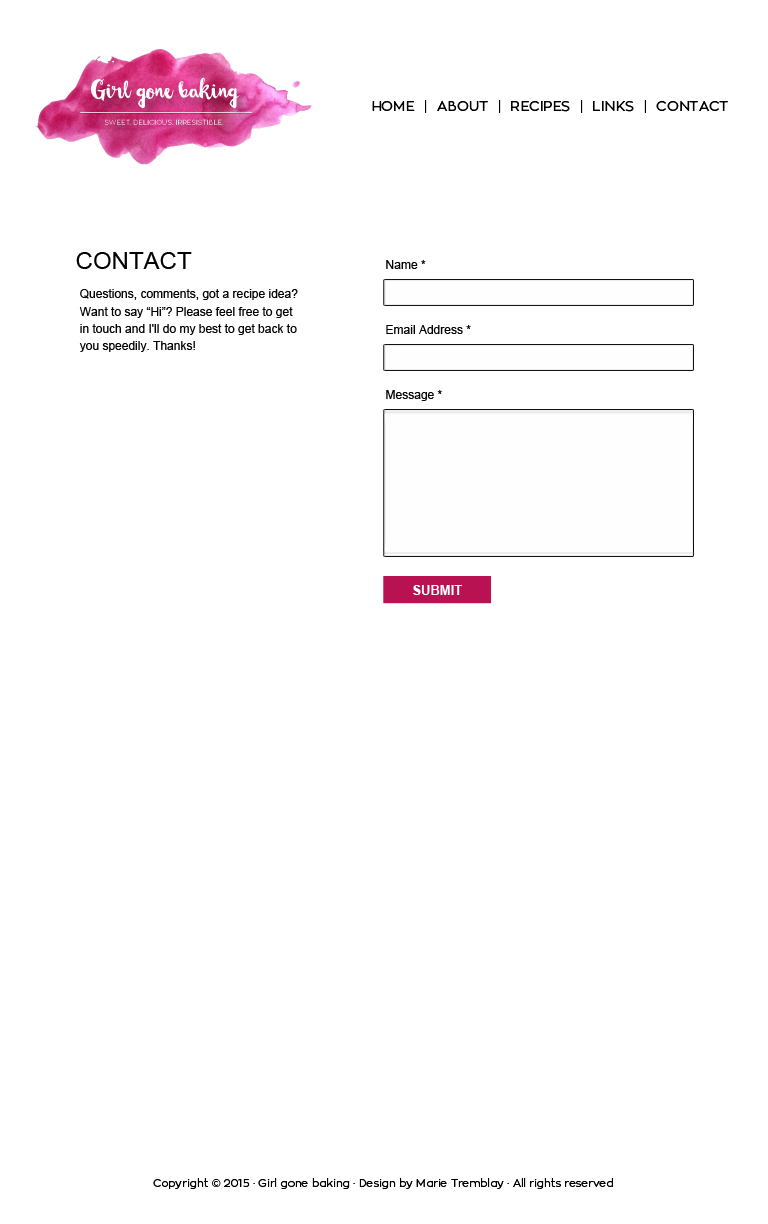 Girl gone baking
SWEET. DELICIOUS. IRRESISTIBLE.
HOME | ABOUT | RECIPES | LINKS | CONTACT
CONTACT
Questions, comments, got a recipe idea?
Want to say “Hi”? Please feel free to get
in touch and I'll do my best to get back to
you speedily. Thanks!
Name *
Email Address *
Message *
SUBMIT
Copyright © 2015 · Girl gone baking · Design by Marie Tremblay · All rights reserved